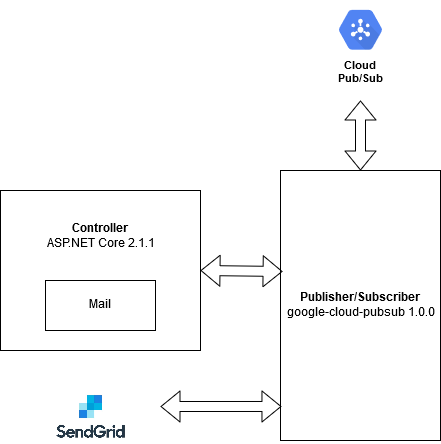 Cloud
Pub/Sub
Controller
ASP.NET Core 2.1.1
Mail
Publisher/Subscriber
google-cloud-pubsub 1.0.0
SendGrid